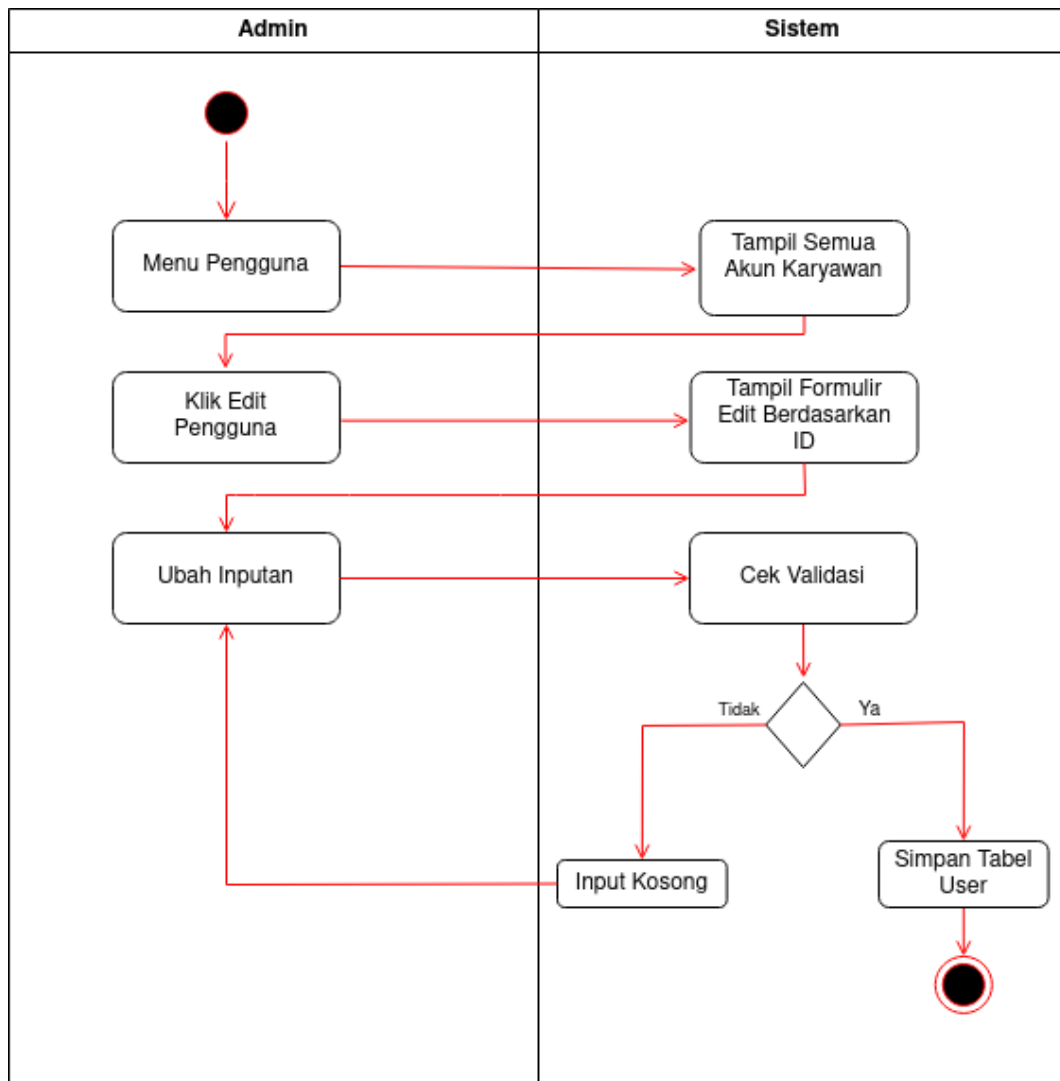 Admin
Sistem
Menu Pengguna
Tampil Semua
Akun Karyawan
Klik Edit
Pengguna
Tampil Formulir
Edit Berdasarkan
ID
Ubah Inputan
Cek Validasi
Tidak
Ya
Input Kosong
Simpan Tabel
User